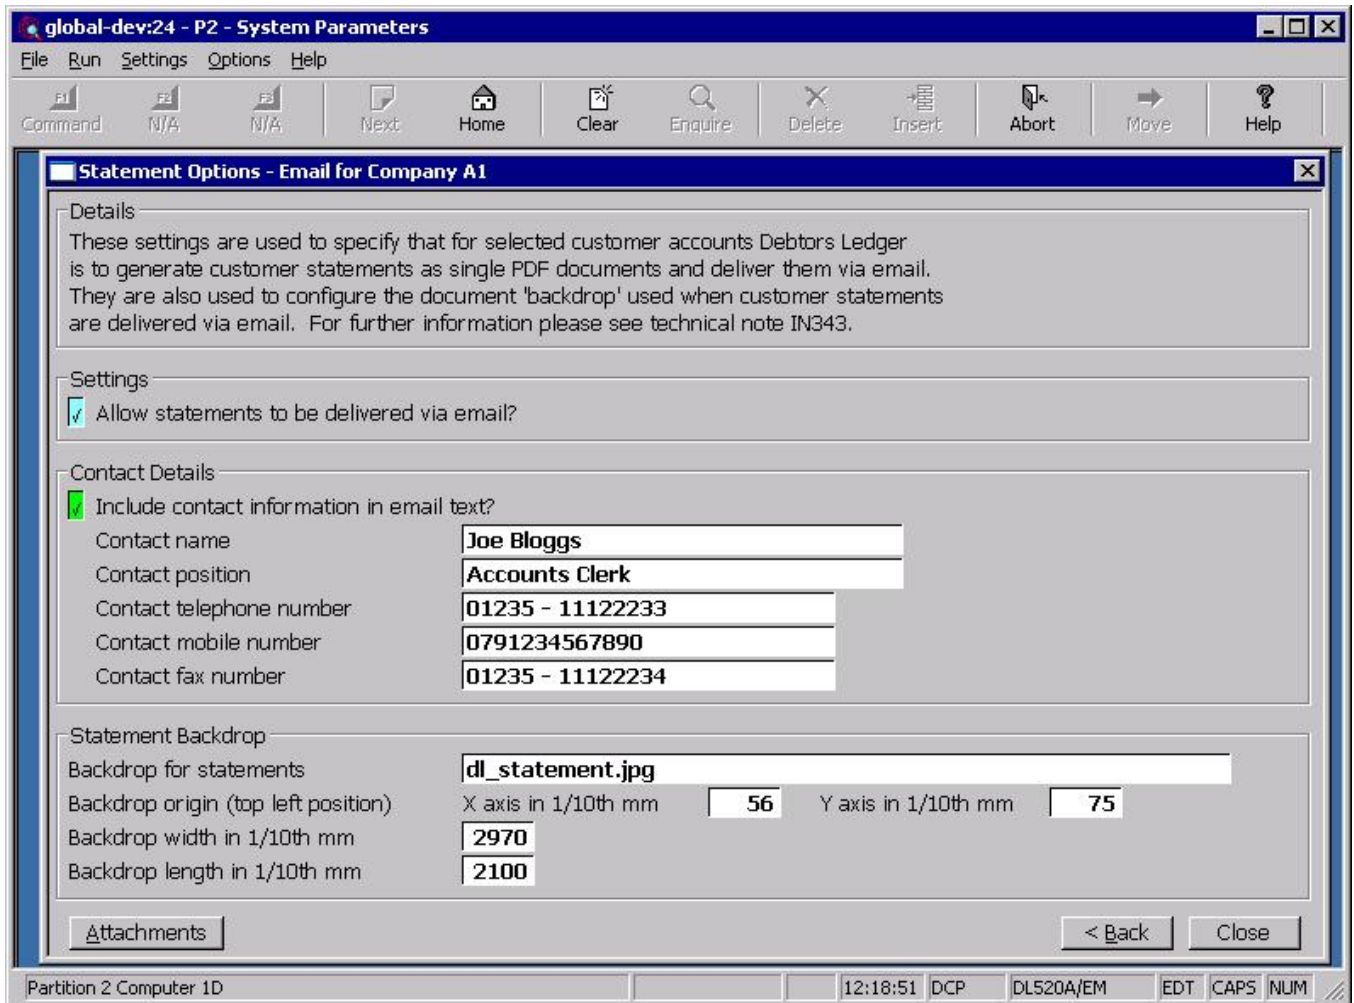 global-dev:24 - P2 - System Parameters
File Run Settings Options Help
F1 F2 F3
Command N/A N/A Next Home Clear Enquire Delete Insert Abort Move Help
Statement Options - Email for Company A1
Details
These settings are used to specify that for selected customer accounts Debtors Ledger
is to generate customer statements as single PDF documents and deliver them via email.
They are also used to configure the document 'backdrop' used when customer statements
are delivered via email. For further information please see technical note IN343.
Settings
Allow statements to be delivered via email?
Contact Details
Include contact information in email text?
Contact name Joe Bloggs
Contact position Accounts Clerk
Contact telephone number 01235 - 11122233
Contact mobile number 0791234567890
Contact fax number 01235 - 11122234
Statement Backdrop
Backdrop for statements dl_statement.jpg
Backdrop origin (top left position) X axis in 1/10th mm 56 Y axis in 1/10th mm 75
Backdrop width in 1/10th mm 2970
Backdrop length in 1/10th mm 2100
Attachments < Back Close
Partition 2 Computer 1D 12:18:51 DCP DL520A/EM EDT CAPS NUM